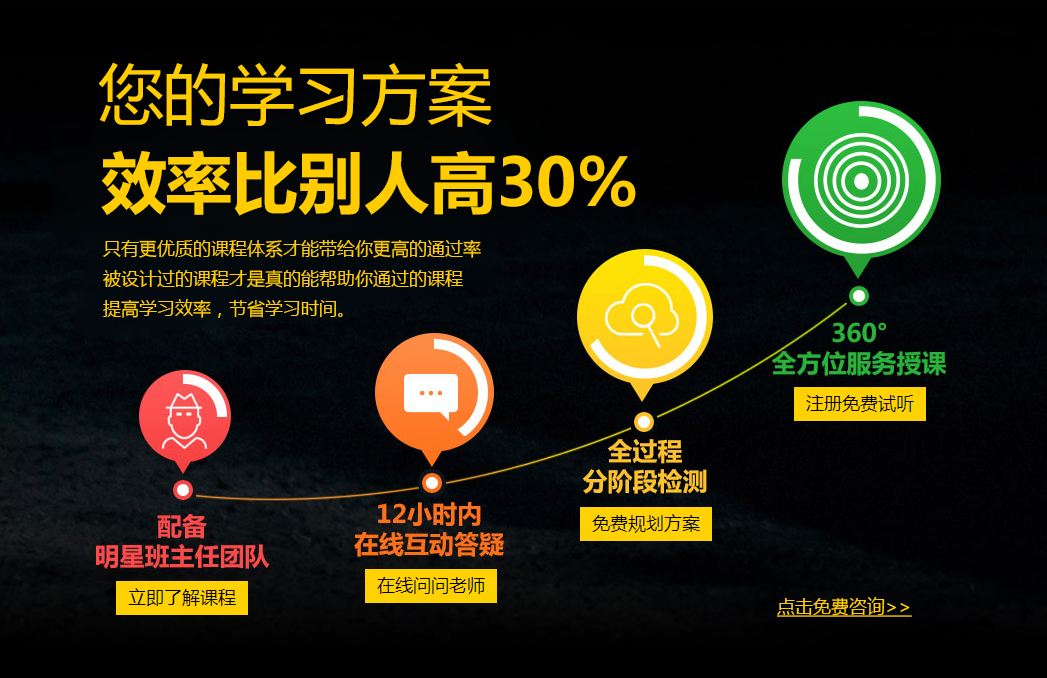 您的学习方案
效率比别人高30%
只有更优质的课程体系才能带给你更高的通过率
被设计过的课程才是真的能帮助你通过的课程
提高学习效率，节省学习时间。
配备
明星班主任团队
立即了解课程
12小时内
在线互动答疑
在线问问老师
全过程
分阶段检测
免费规划方案
360°
全方位服务授课
注册免费试听
点击免费咨询>>